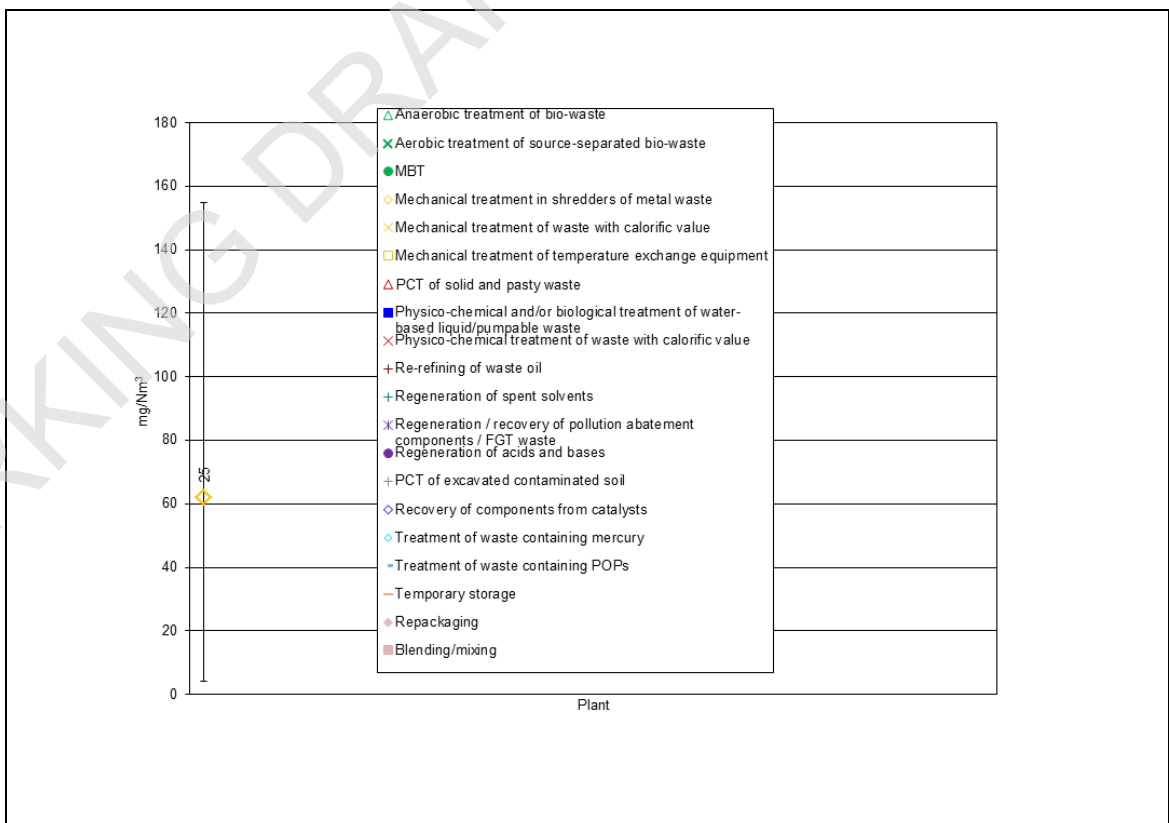 RKING DRA
180
160
140
120
100
80
60
40
20
0
mg/Nm³
25
Anaerobic treatment of bio-waste
Aerobic treatment of source-separated bio-waste
MBT
Mechanical treatment in shredders of metal waste
Mechanical treatment of waste with calorific value
Mechanical treatment of temperature exchange equipment
PCT of solid and pasty waste
Physico-chemical and/or biological treatment of water-
based liquid/pumpable waste
Physico-chemical treatment of waste with calorific value
Re-refining of waste oil
Regeneration of spent solvents
Regeneration / recovery of pollution abatement
components / FGT waste
Regeneration of acids and bases
PCT of excavated contaminated soil
Recovery of components from catalysts
Treatment of waste containing mercury
Treatment of waste containing POPs
Temporary storage
Repackaging
Blending/mixing
Plant